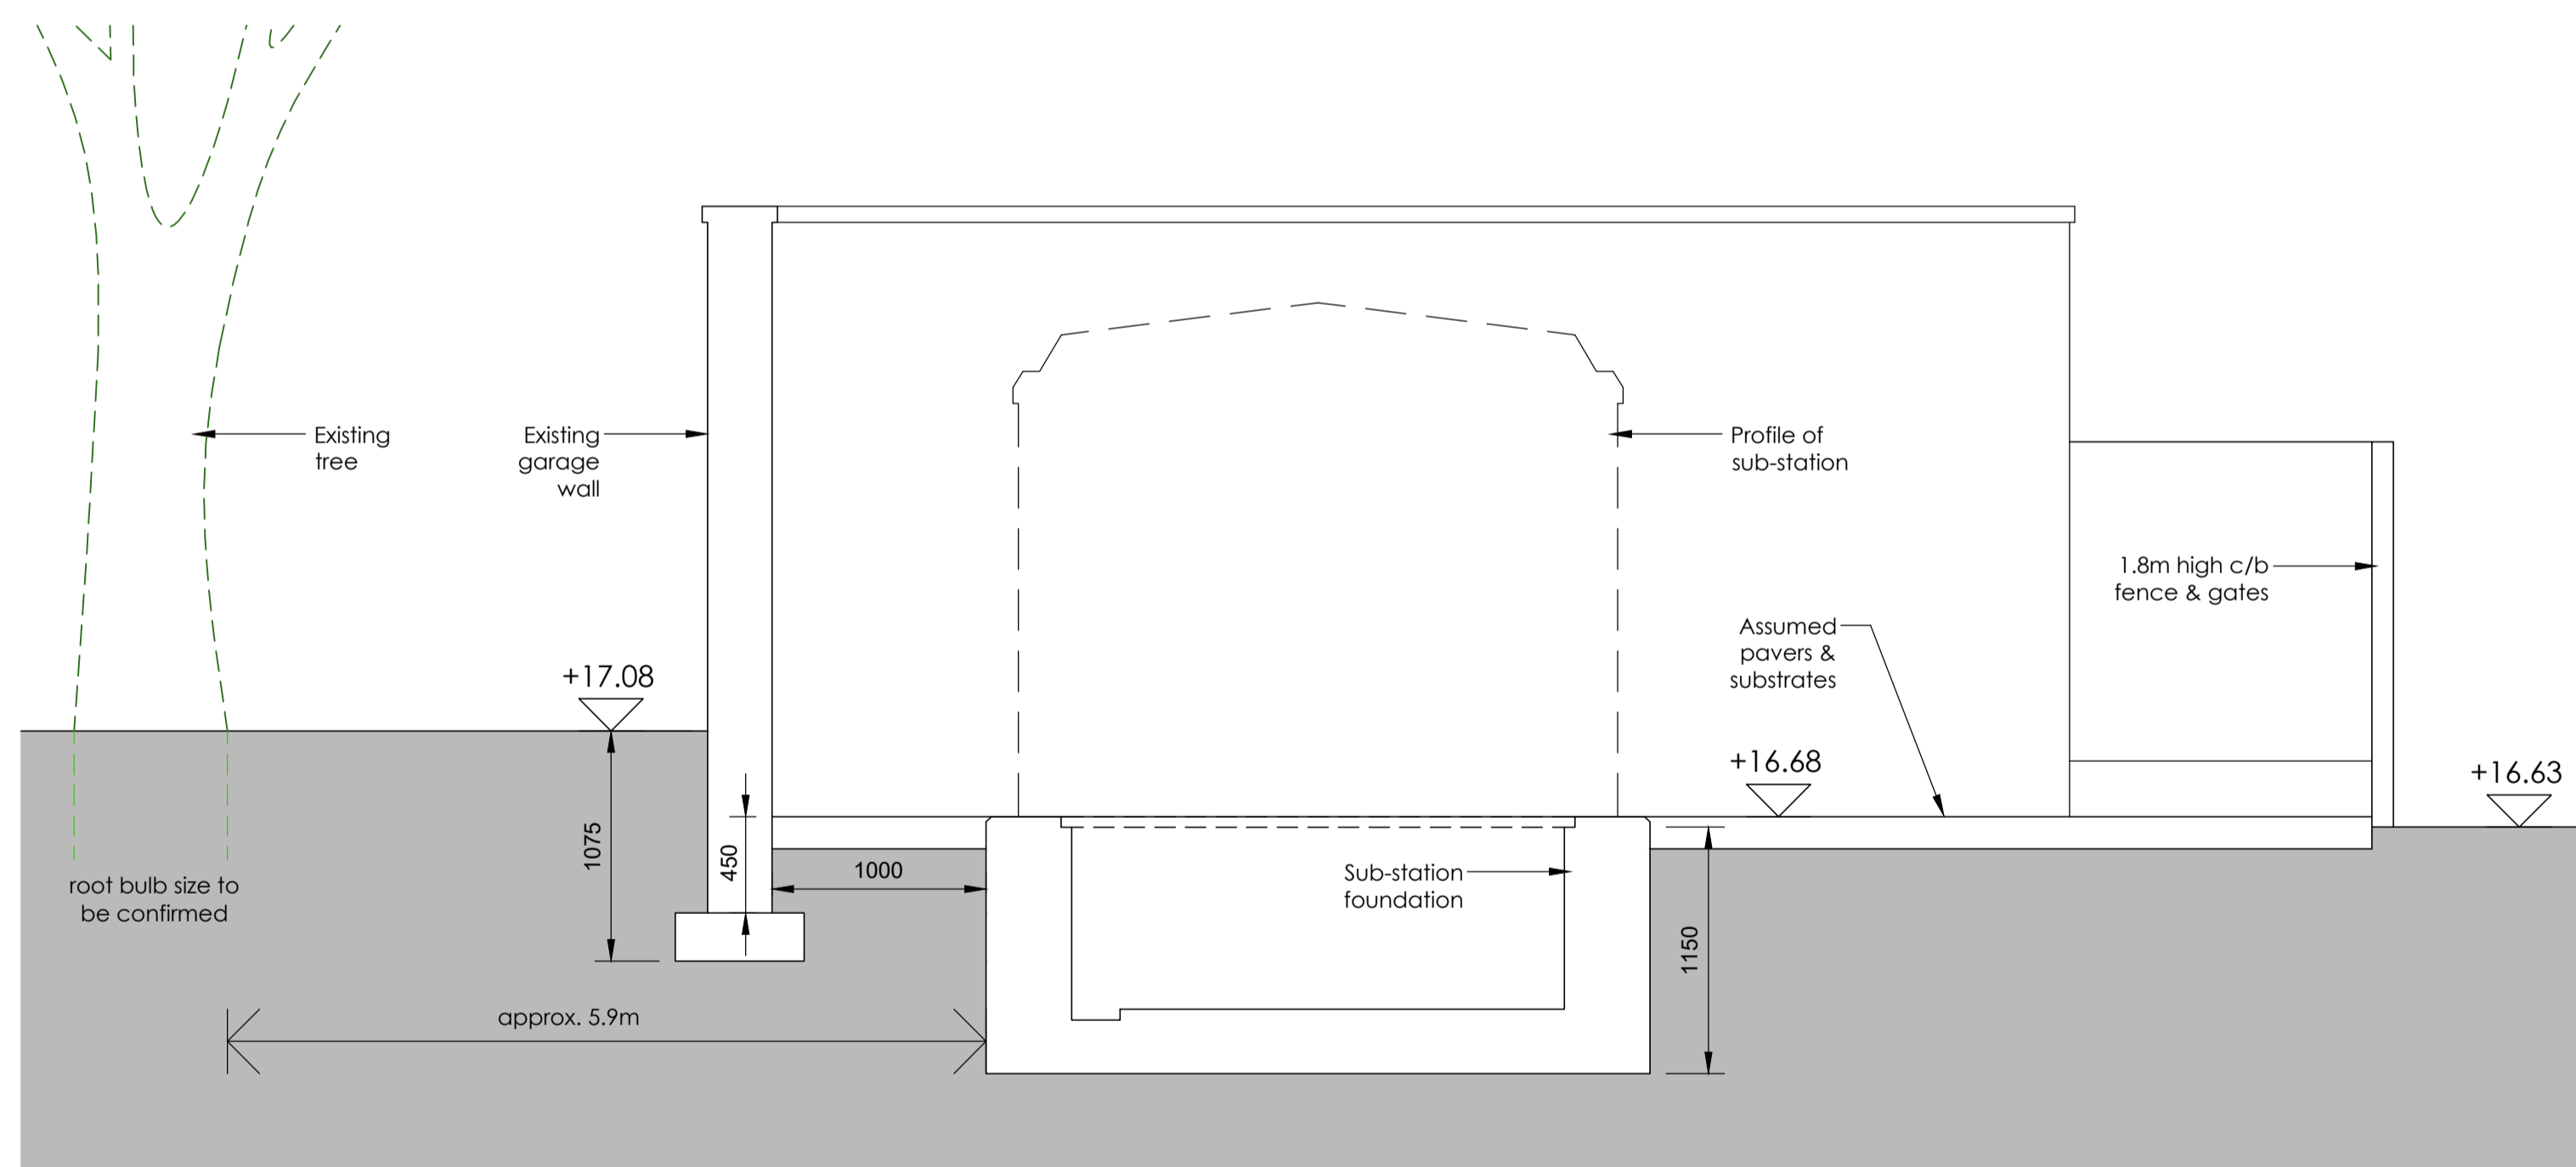 Existing
tree
Existing
garage
wall
Profile of
sub-station
1.8m high c/b
fence & gates
Assumed
pavers &
substrates
+17.08
+16.68
+16.63
1075
450
1000
Sub-station
foundation
root bulb size to
be confirmed
1150
approx. 5.9m